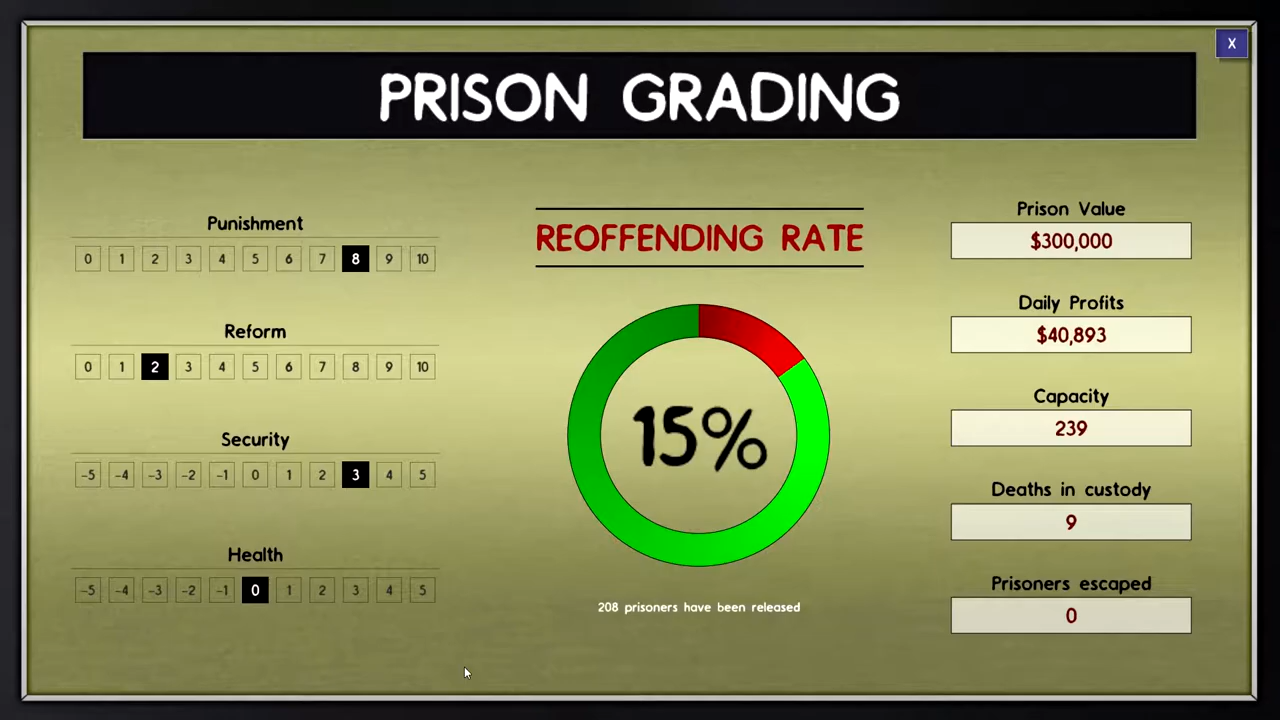 X
PRISON GRADING
Punishment
0 1 2 3 4 5 6 7 8 9 10
Reform
0 1 2 3 4 5 6 7 8 9 10
Security
-5 -4 -3 -2 -1 0 1 2 3 4 5
Health
-5 -4 -3 -2 -1 0 1 2 3 4 5
REOFFENDING RATE
15%
208 prisoners have been released
Prison Value
$300,000
Daily Profits
$40,893
Capacity
239
Deaths in custody
9
Prisoners escaped
0